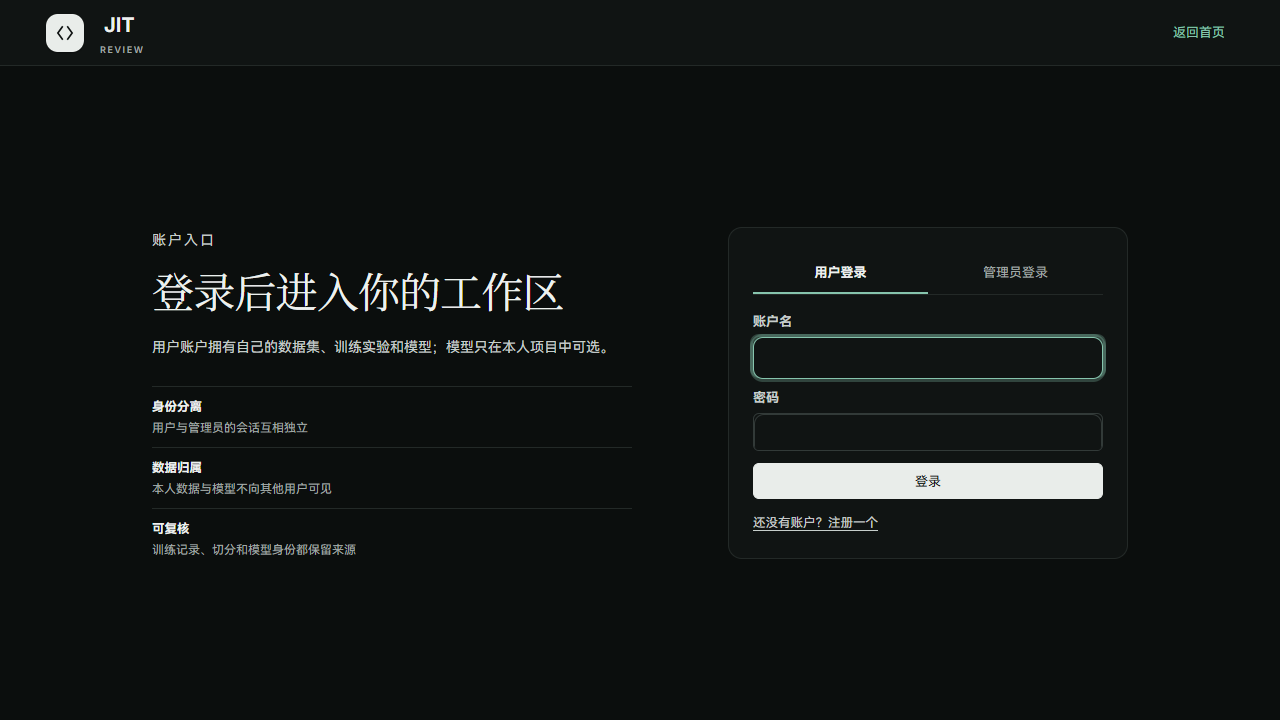 JIT
REVIEW
返回首页
账户入口
登录后进入你的工作区
用户账户拥有自己的数据集、训练实验和模型；模型只在本人项目中可选。
身份分离
用户与管理员的会话互相独立
数据归属
本人数据与模型不向其他用户可见
可复核
训练记录、切分和模型身份都保留来源
用户登录
管理员登录
账户名
密码
登录
还没有账户？注册一个